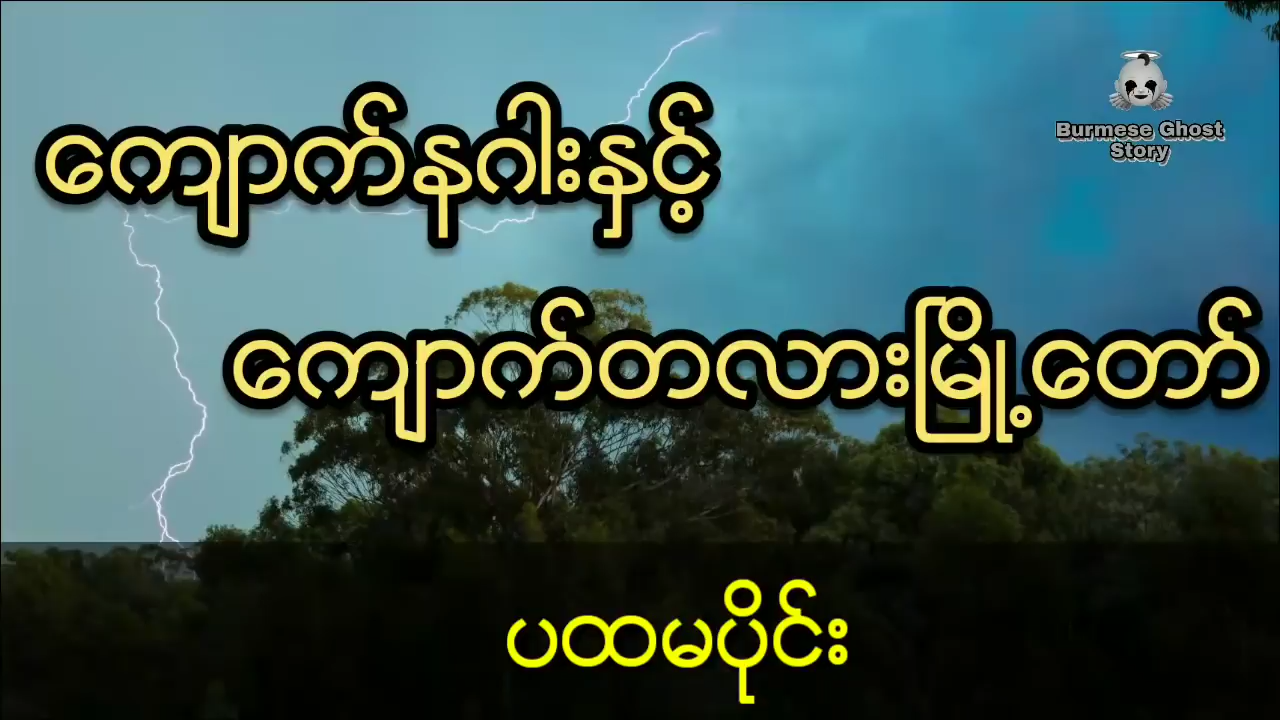 ကျောက်နဂါးနှင့်
ကျောက်တလားမြို့တော်
Burmese Ghost
Story
ပထမပိုင်း